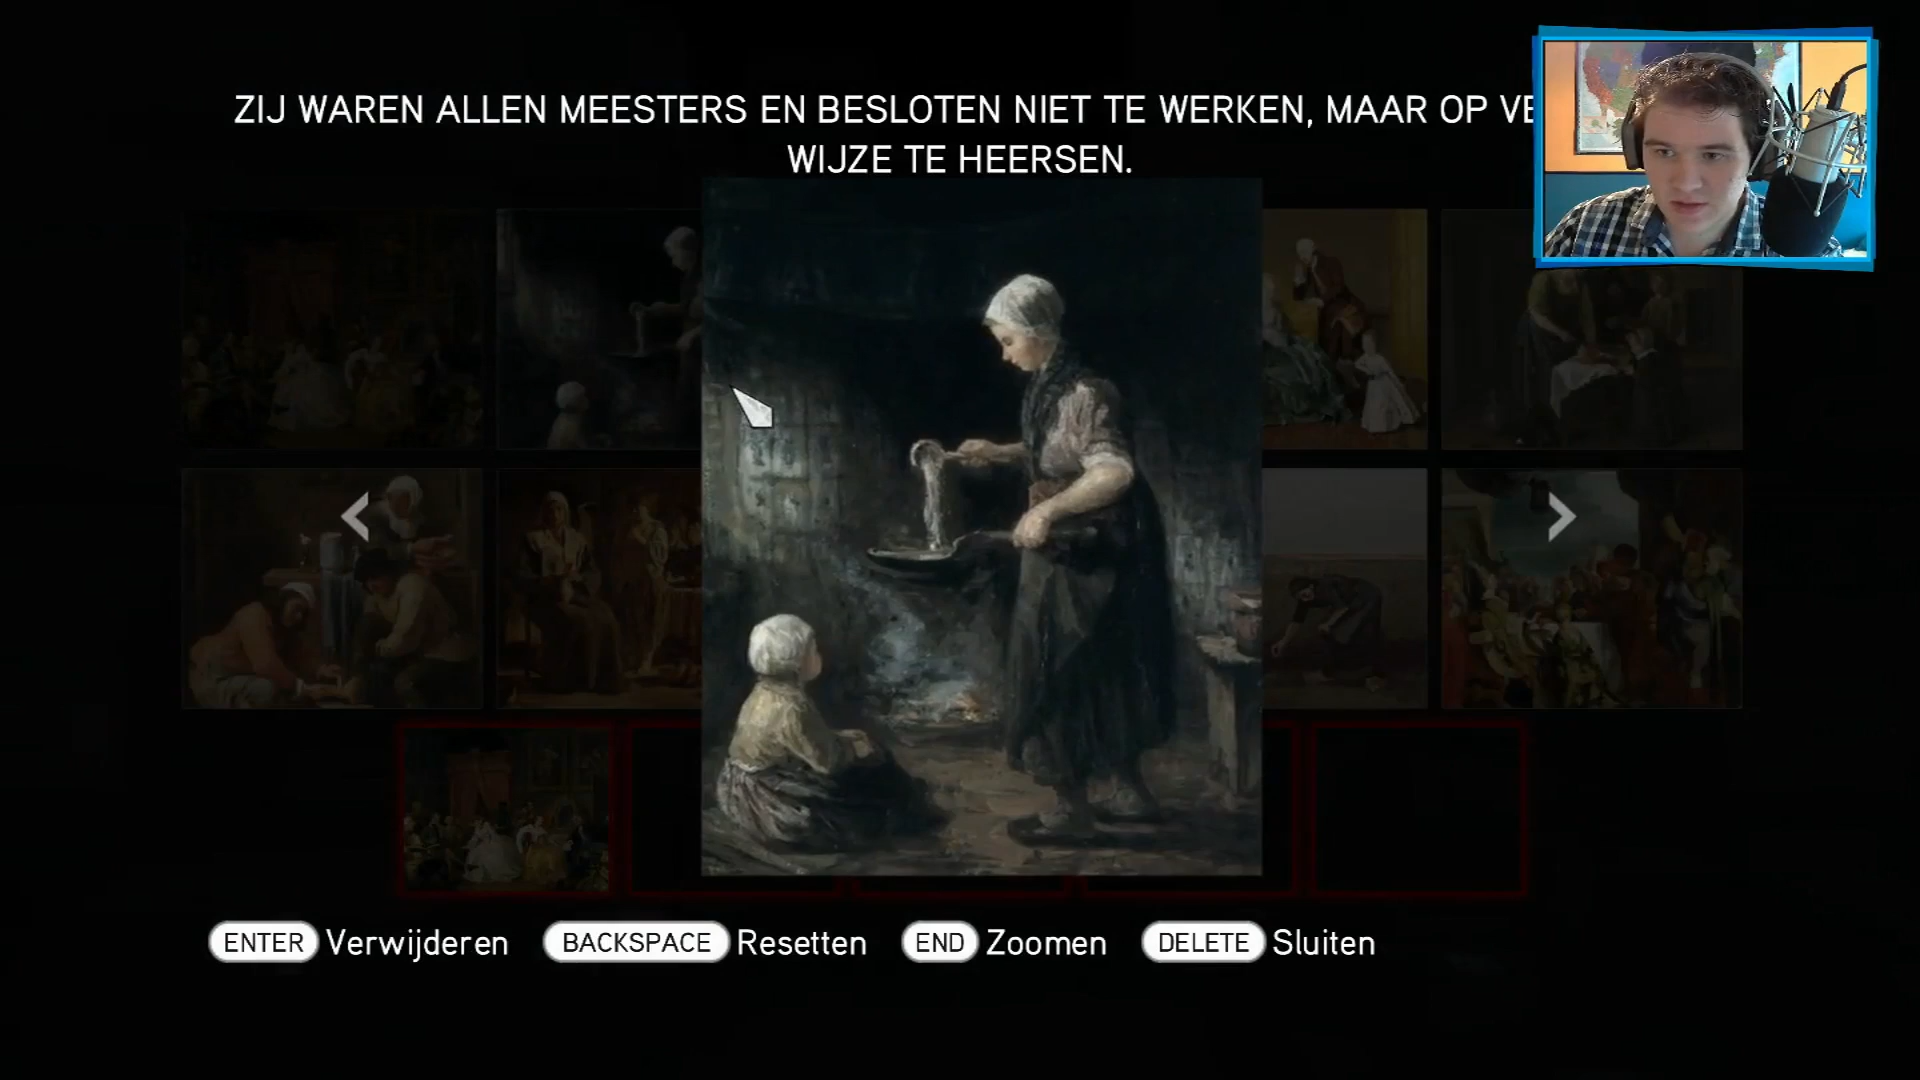 ZIJ WAREN ALLEN MEESTERS EN BESLOTEN NIET TE WERKEN, MAAR OP
WIJZE TE HEERSEN.
ENTER Verwijderen BACKSPACE Resetten END Zoomen DELETE Sluiten